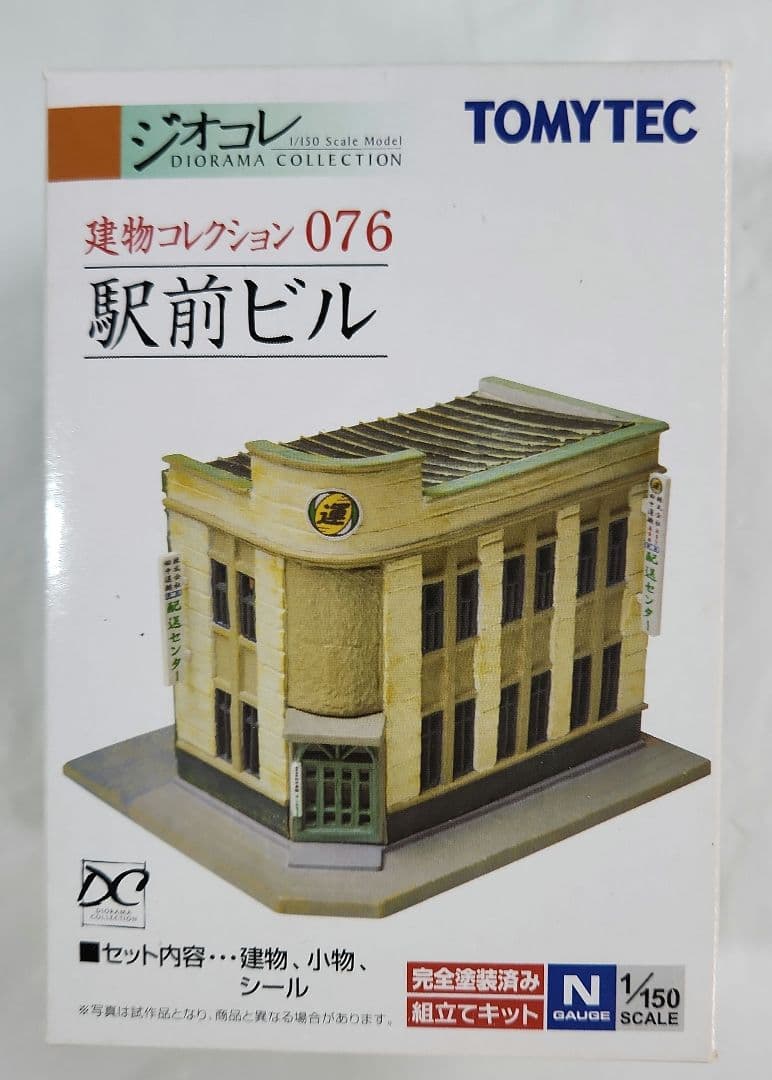 ジオコレ
1/150 Scale Model
DIORAMA COLLECTION
TOMYTEC
建物コレクション 076
駅前ビル
運
配送センター
配送センター
DC
DIORAMA
COLLECTION
■セット内容･･･建物、小物、
シール
※写真は試作品となり、商品と異なる場合があります。
完全塗装済み
組立てキット
N
GAUGE
1/150
SCALE